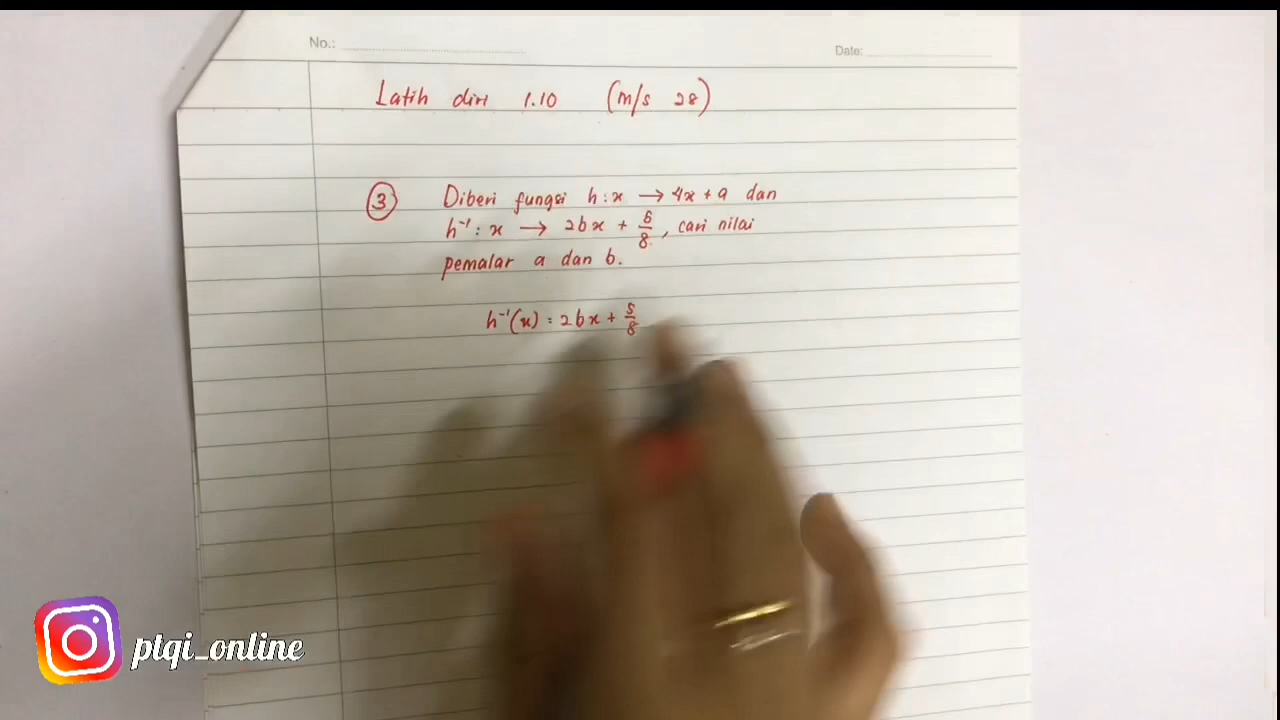 No.:
Date:
Latih diri 1.10 (m/s 28)
3 Diberi fungsi h : x → 4x + a dan
h⁻¹ : x → 2bx + 5/8, cari nilai
pemalar a dan b.
h⁻¹(x) = 2bx + 5/8
ptqi_online